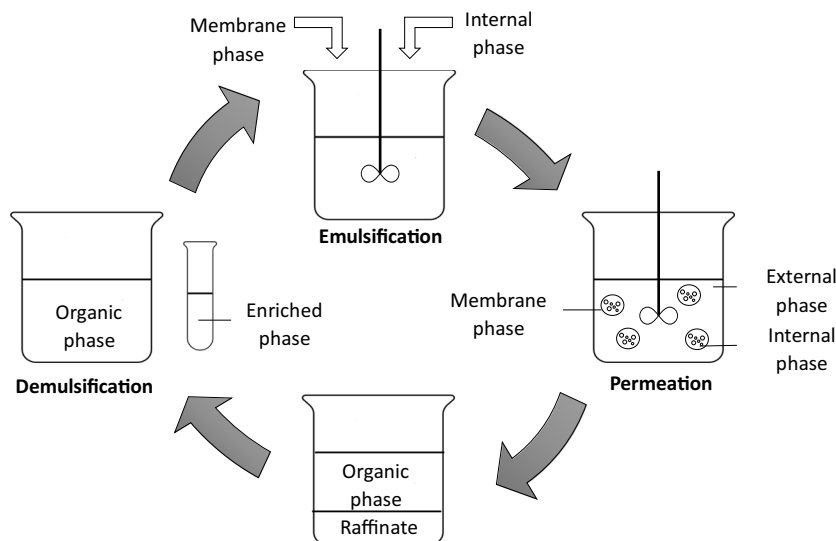 Membrane
phase
Internal
phase
Emulsification
Membrane
phase
External
phase
Internal
phase
Permeation
Organic
phase
Enriched
phase
Demulsification
Organic
phase
Raffinate